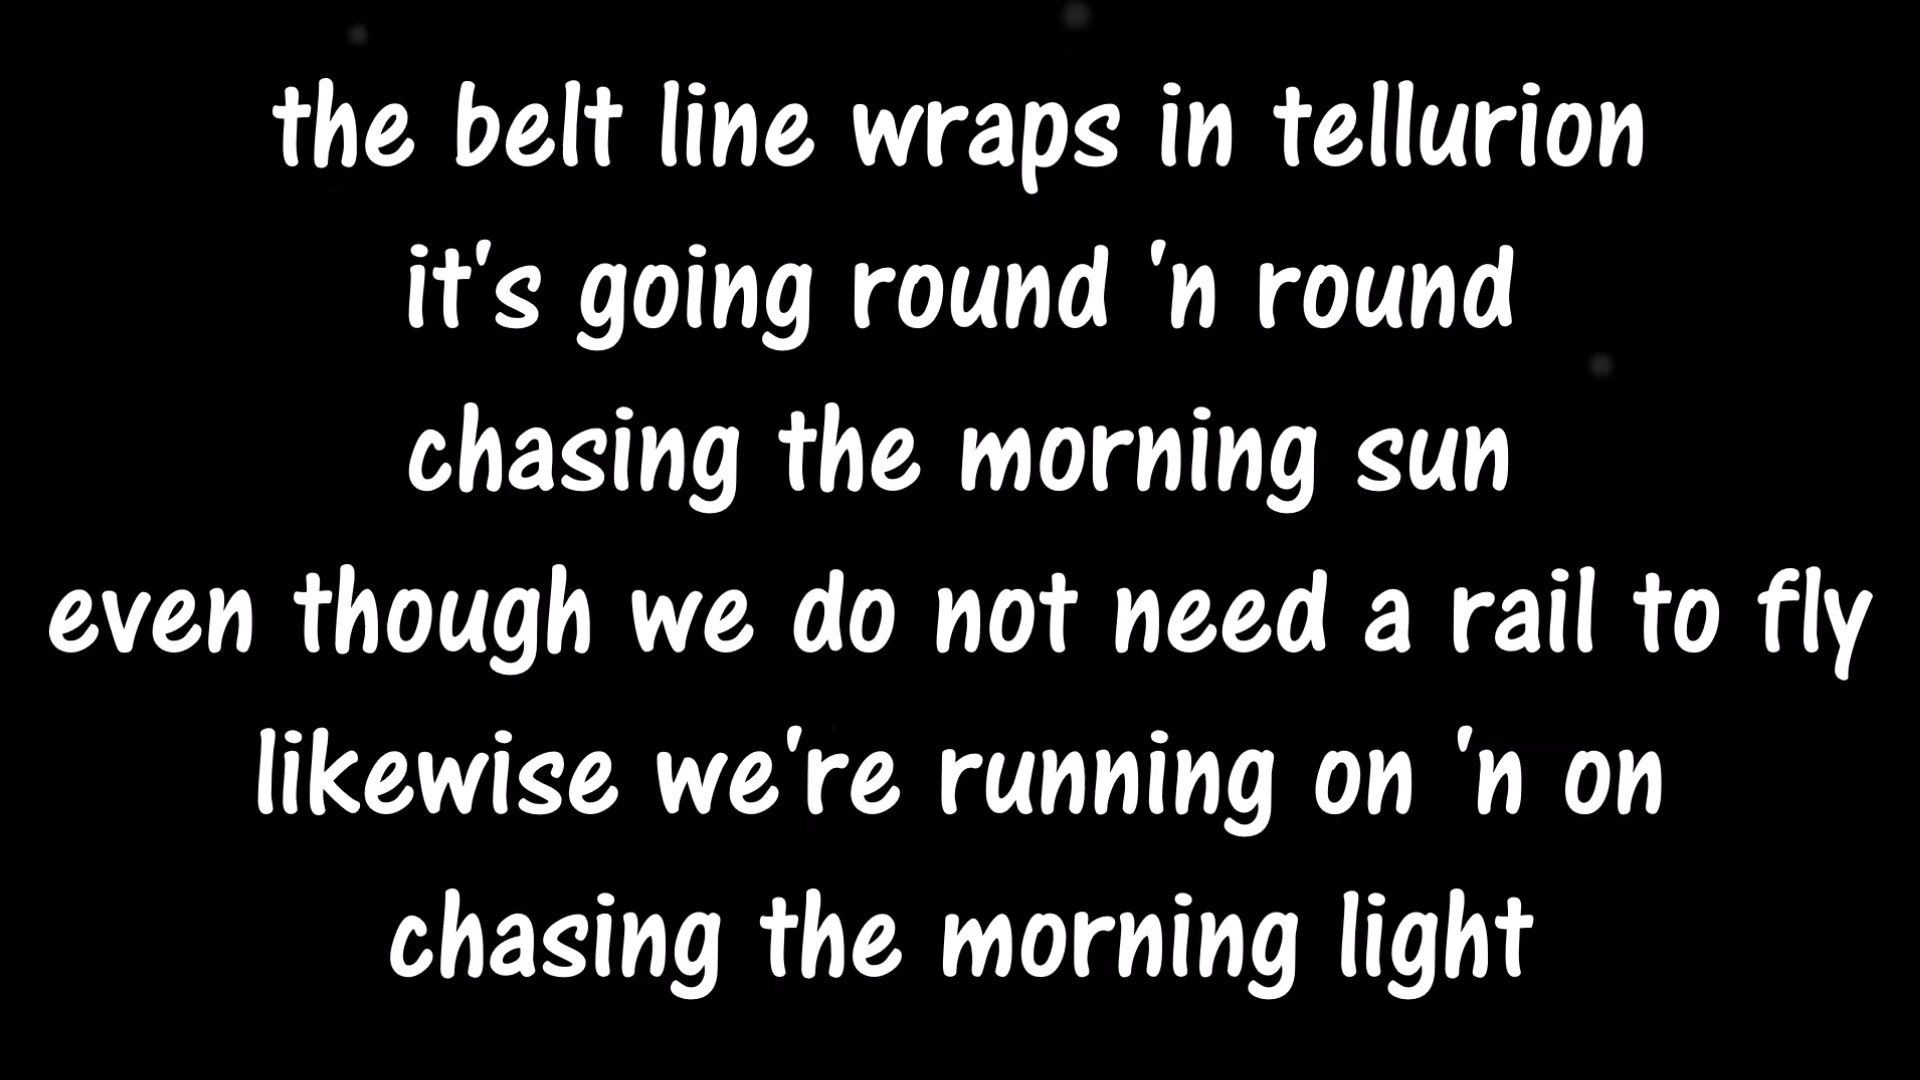 the belt line wraps in tellurion
it's going round 'n round
chasing the morning sun
even though we do not need a rail to fly
likewise we're running on 'n on
chasing the morning light